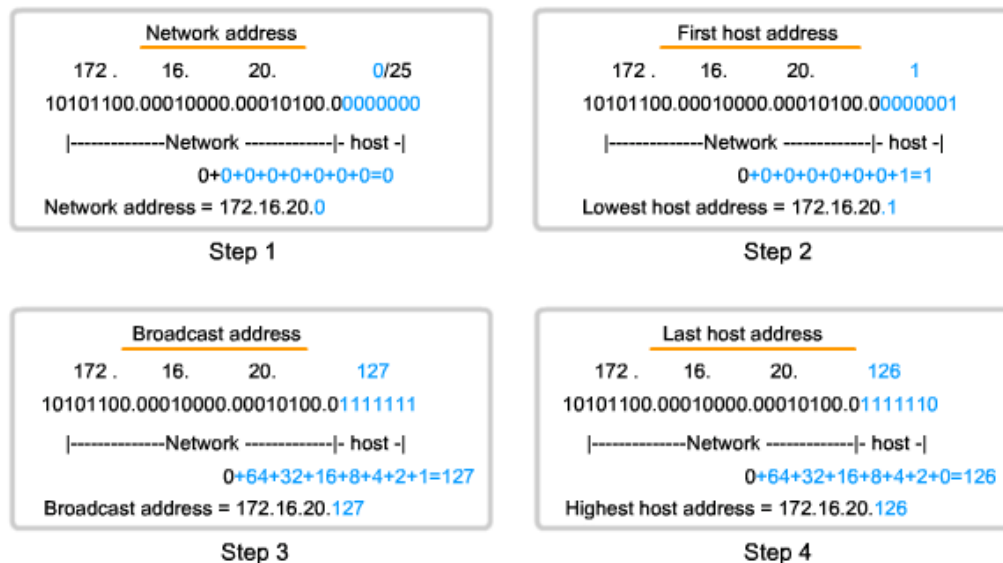 Network address
172 . 16. 20. 0/25
10101100.00010000.00010100.00000000
|--------------Network -------------|- host -|
0+0+0+0+0+0+0+0=0
Network address = 172.16.20.0
Step 1
First host address
172 . 16. 20. 1
10101100.00010000.00010100.00000001
|--------------Network -------------|- host -|
0+0+0+0+0+0+0+1=1
Lowest host address = 172.16.20.1
Step 2
Broadcast address
172 . 16. 20. 127
10101100.00010000.00010100.01111111
|--------------Network -------------|- host -|
0+64+32+16+8+4+2+1=127
Broadcast address = 172.16.20.127
Step 3
Last host address
172 . 16. 20. 126
10101100.00010000.00010100.01111110
|--------------Network -------------|- host -|
0+64+32+16+8+4+2+0=126
Highest host address = 172.16.20.126
Step 4